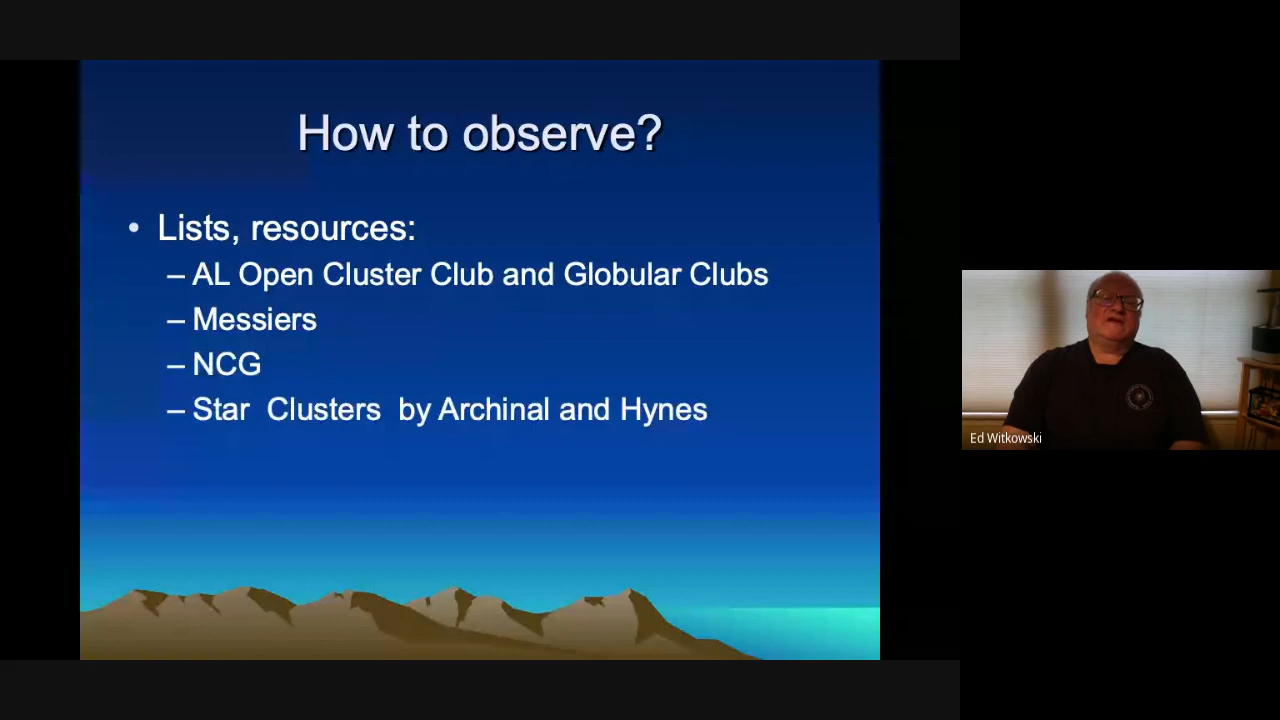 How to observe?
• Lists, resources:
– AL Open Cluster Club and Globular Clubs
– Messiers
– NCG
– Star Clusters by Archinal and Hynes
Ed Witkowski